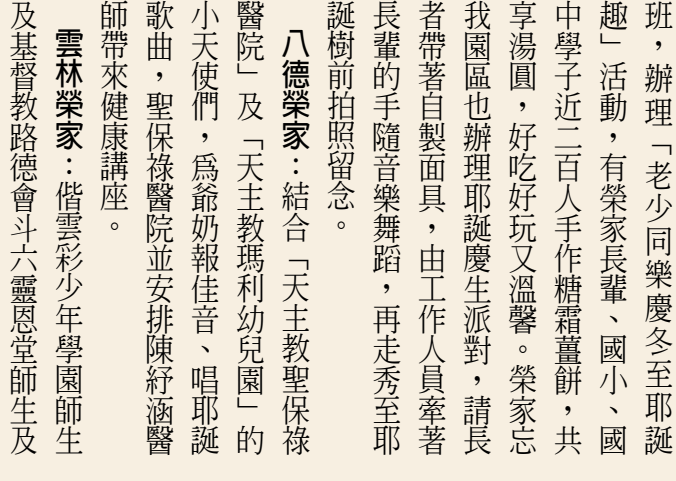 班，辦理「老少同樂慶冬至耶誕
趣」活動，有榮家長輩、國小、國
中學子近二百人手作糖霜薑餅，共
享湯圓，好吃好玩又溫馨。榮家忘
我園區也辦理耶誕慶生派對，請長
者帶著自製面具，由工作人員牽著
長輩的手隨音樂舞蹈，再走秀至耶
誕樹前拍照留念。
八德榮家：結合「天主教聖保祿
醫院」及「天主教瑪利幼兒園」的
小天使們，為爺奶報佳音、唱耶誕
歌曲，聖保祿醫院並安排陳紓涵醫
師帶來健康講座。
雲林榮家：偕雲彩少年學園師生
及基督教路德會斗六靈恩堂師生及